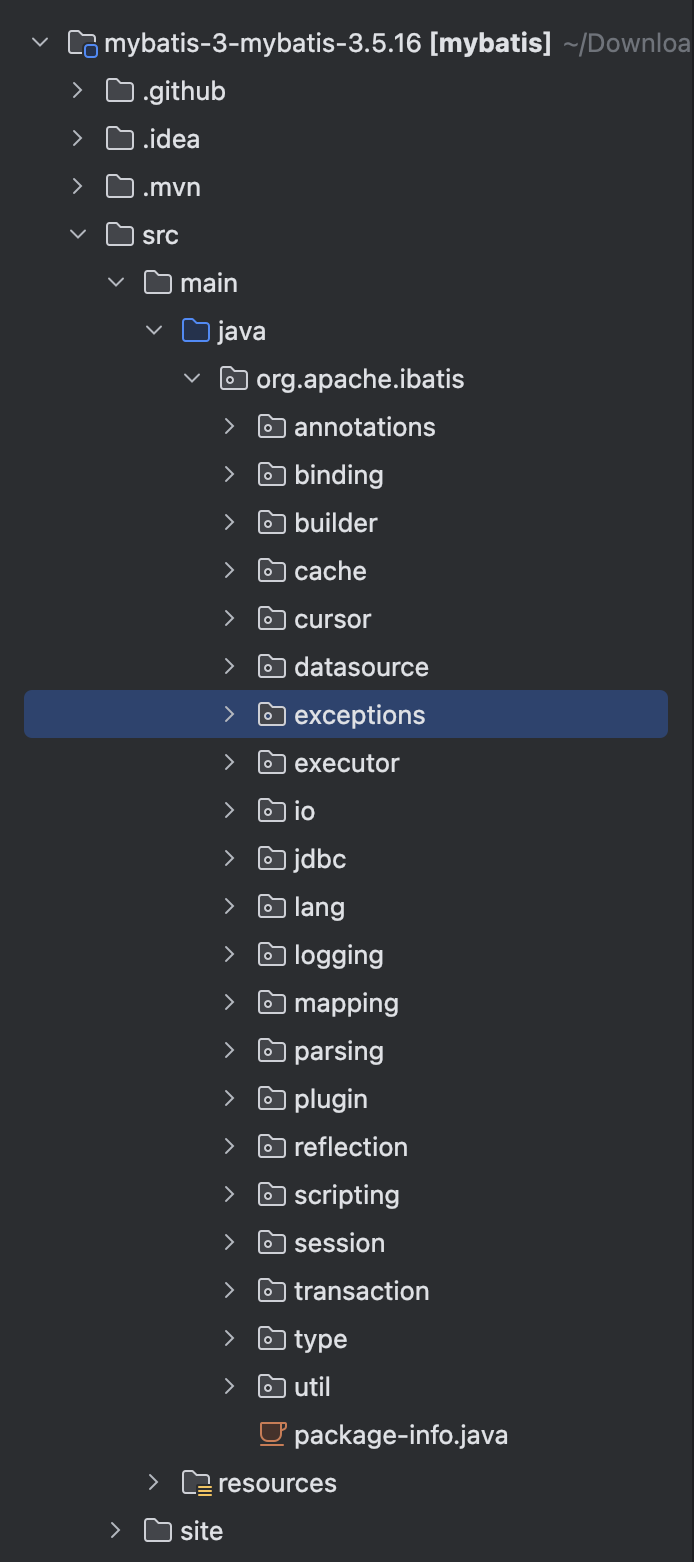 mybatis-3-mybatis-3.5.16 [mybatis] ~/Downloa
.github
.idea
.mvn
src
main
java
org.apache.ibatis
annotations
binding
builder
cache
cursor
datasource
exceptions
executor
io
jdbc
lang
logging
mapping
parsing
plugin
reflection
scripting
session
transaction
type
util
package-info.java
resources
site